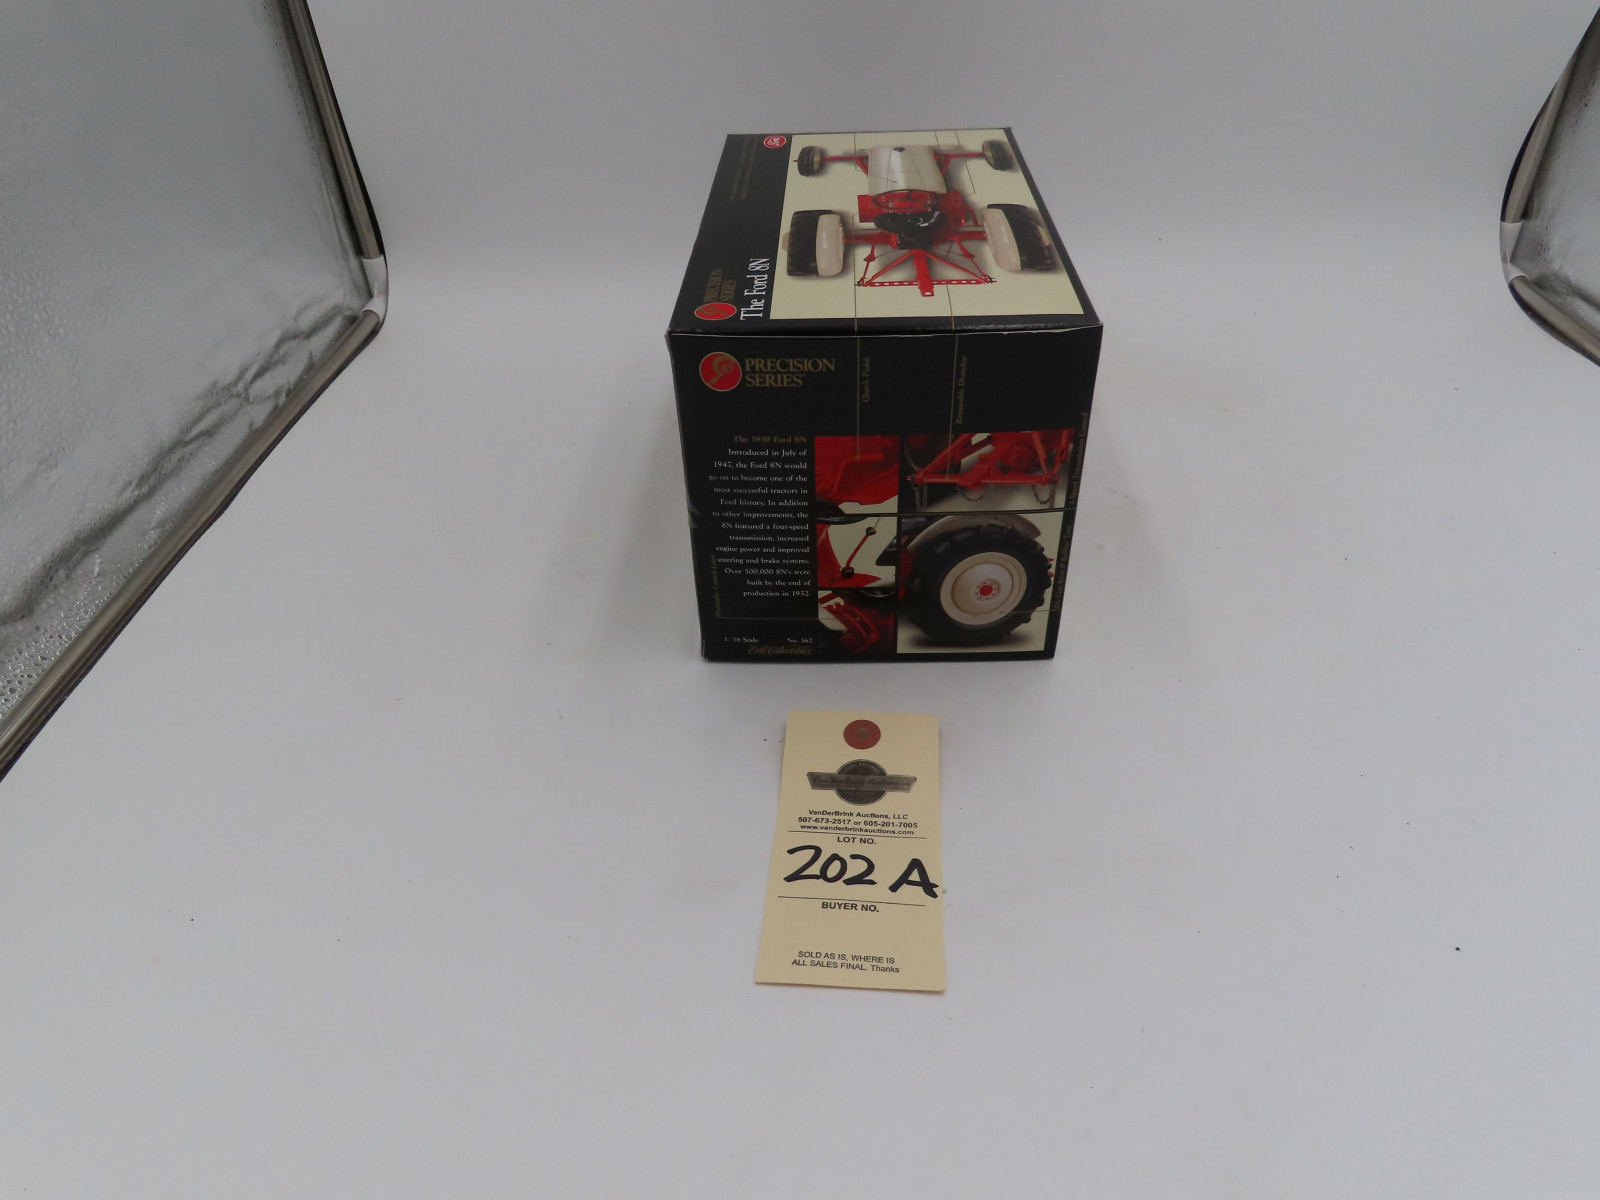 PRECISION
SERIES
The Ford 8N
PRECISION
SERIES
Clutch Pedal
Removable Drawbar
The 1950 Ford 8N
Introduced in July of
1947, the Ford 8N would
go on to become one of the
most successful tractors in
Ford history. In addition
to other improvements, the
8N featured a four-speed
transmission, increased
engine power and improved
steering and brake systems.
Over 500,000 8N's were
built by the end of
production in 1952.
1/16 Scale No. 362
Ertl Collectibles
VanDerBrink Auctions, LLC
507-673-2517 or 605-201-7005
www.vanderbrinkauctions.com
LOT NO.
202 A
BUYER NO.
SOLD AS IS, WHERE IS
ALL SALES FINAL. Thanks